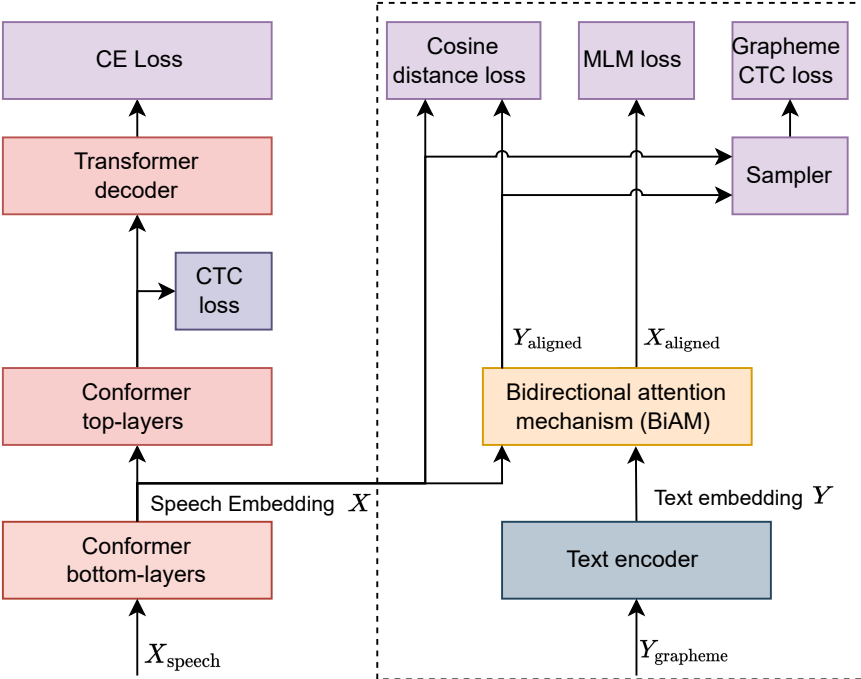 CE Loss
Cosine
distance loss
MLM loss
Grapheme
CTC loss
Transformer
decoder
Sampler
CTC
loss
Y_aligned
X_aligned
Conformer
top-layers
Bidirectional attention
mechanism (BiAM)
Speech Embedding X
Text embedding Y
Conformer
bottom-layers
Text encoder
X_speech
Y_grapheme